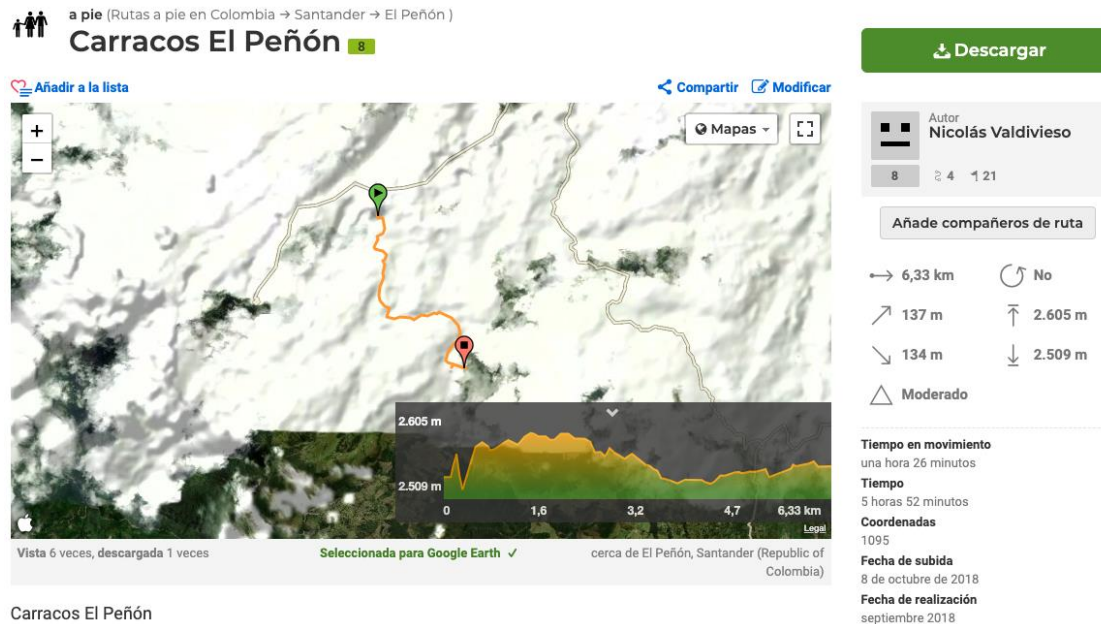 a pie (Rutas a pie en Colombia → Santander → El Peñón )
Carracos El Peñón 8
Añadir a la lista
Compartir Modificar
+
−
Mapas
2.605 m
2.509 m
0 1,6 3,2 4,7 6,33 km
Legal
Vista 6 veces, descargada 1 veces
Seleccionada para Google Earth ✓
cerca de El Peñón, Santander (Republic of
Colombia)
Carracos El Peñón
Descargar
Autor
Nicolás Valdivieso
8 4 21
Añade compañeros de ruta
6,33 km No
137 m 2.605 m
134 m 2.509 m
Moderado
Tiempo en movimiento
una hora 26 minutos
Tiempo
5 horas 52 minutos
Coordenadas
1095
Fecha de subida
8 de octubre de 2018
Fecha de realización
septiembre 2018